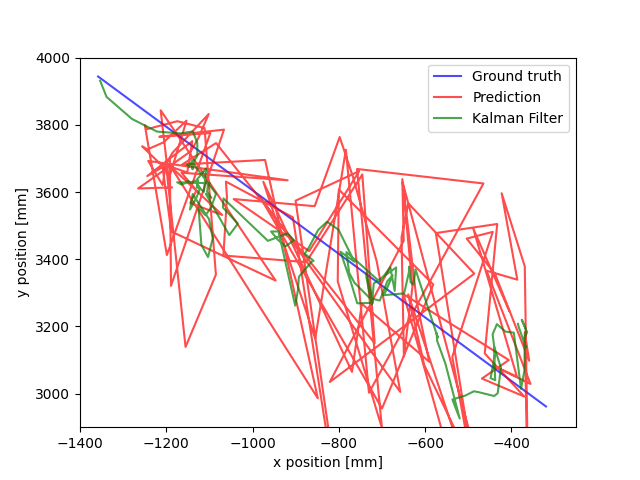 4000
3800
3600
3400
3200
3000
y position [mm]
−1400 −1200 −1000 −800 −600 −400
x position [mm]
Ground truth
Prediction
Kalman Filter